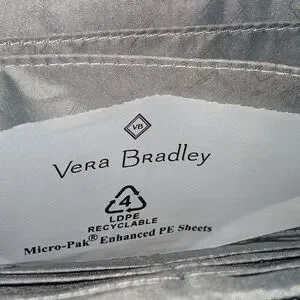 VB
Vera Bradley
4
LDPE
RECYCLABLE
Micro-Pak® Enhanced PE Sheets